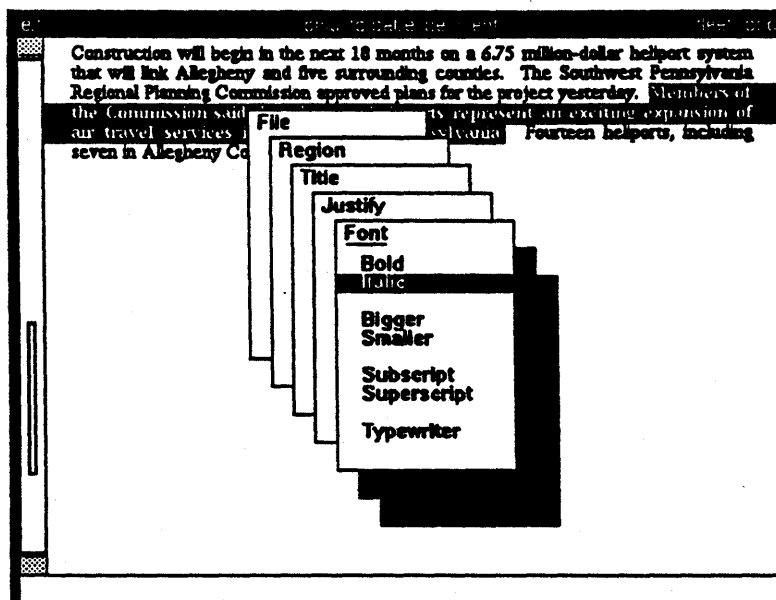 Construction will begin in the next 18 months on a 6.75 million-dollar heliport system
that will link Allegheny and five surrounding counties. The Southwest Pennsylvania
Regional Planning Commission approved plans for the project yesterday. Members of
the Commission said represent an exciting expansion of
air travel services sylvania Fourteen heliports, including
seven in Allegheny Co
File
Region
Title
Justify
Font
Bold
Italic
Bigger
Smaller
Subscript
Superscript
Typewriter